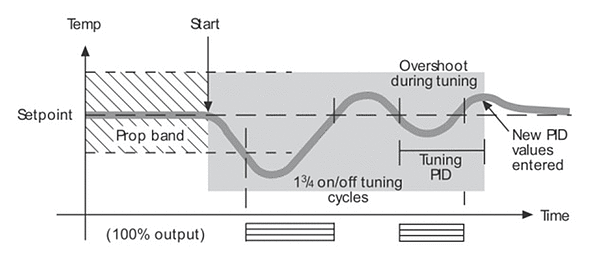 Temp
Start
Overshoot
during tuning
Setpoint
Prop band
New PID
values
entered
Tuning
PID
1¾ on/off tuning
cycles
Time
(100% output)